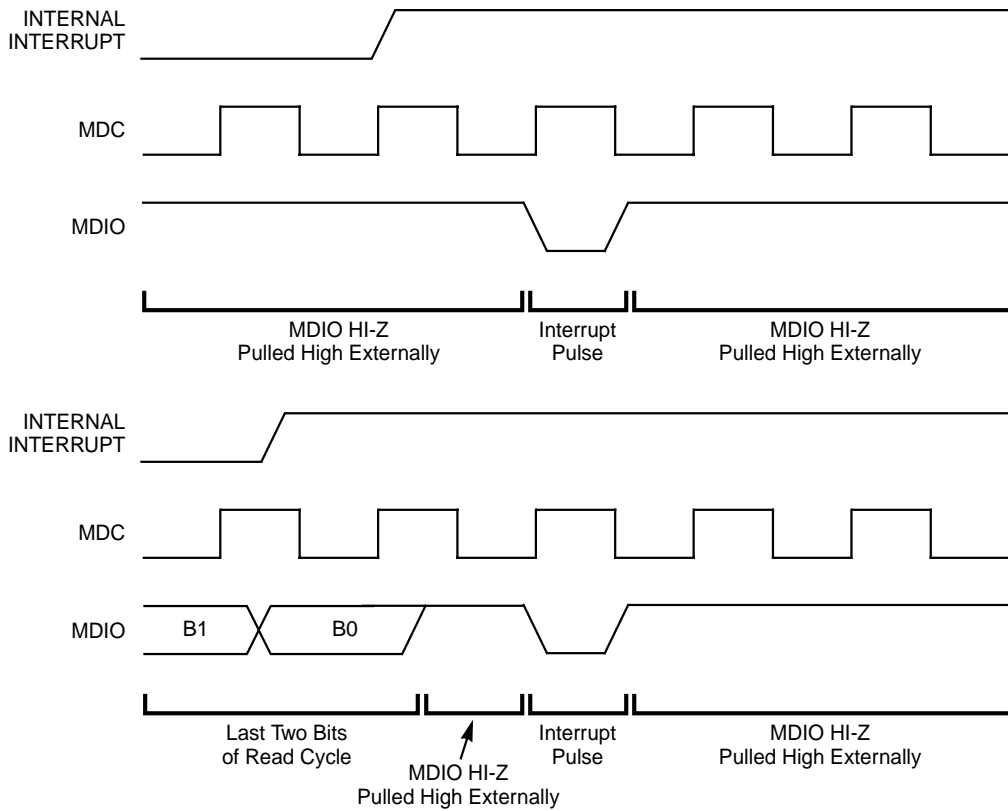 INTERNAL
INTERRUPT
MDC
MDIO
MDIO HI-Z
Pulled High Externally
Interrupt
Pulse
MDIO HI-Z
Pulled High Externally
INTERNAL
INTERRUPT
MDC
MDIO
B1
B0
Last Two Bits
of Read Cycle
MDIO HI-Z
Pulled High Externally
Interrupt
Pulse
MDIO HI-Z
Pulled High Externally